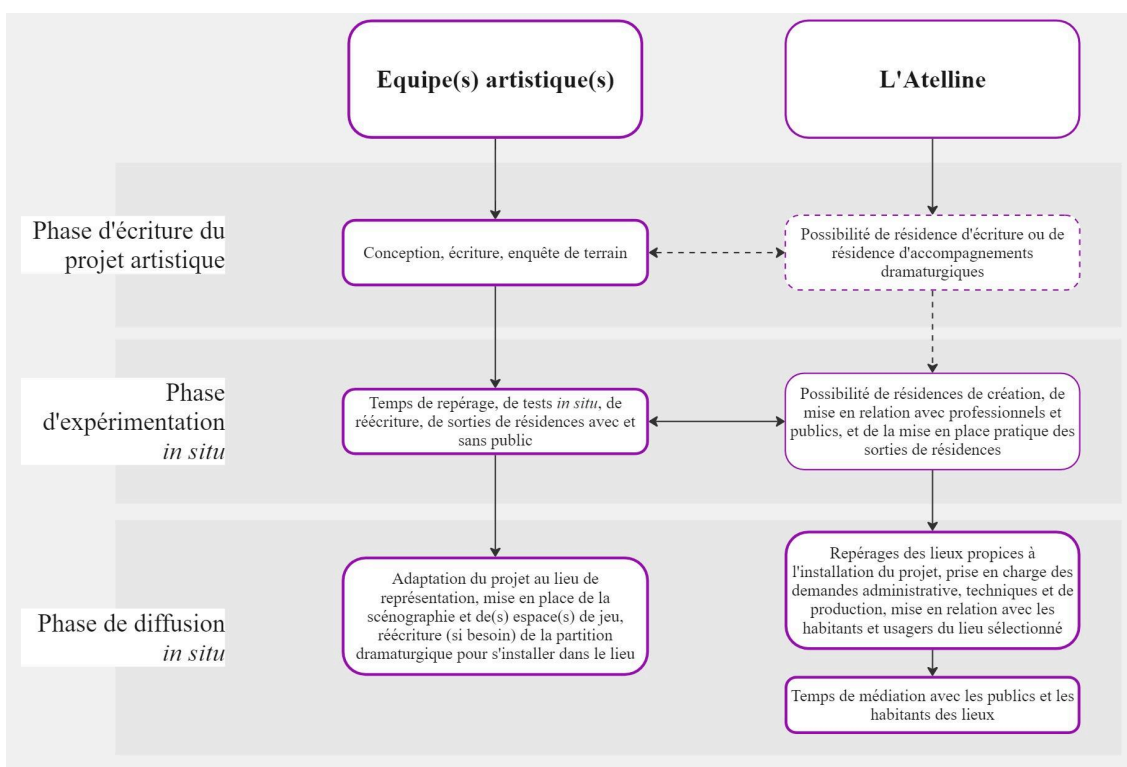 Equipe(s) artistique(s)
L'Atelline
Phase d'écriture du
projet artistique
Conception, écriture, enquête de terrain
Possibilité de résidence d'écriture ou de
résidence d'accompagnements
dramaturgiques
Phase
d'expérimentation
in situ
Temps de repérage, de tests in situ, de
réécriture, de sorties de résidences avec et
sans public
Possibilité de résidences de création, de
mise en relation avec professionnels et
publics, et de la mise en place pratique des
sorties de résidences
Phase de diffusion
in situ
Adaptation du projet au lieu de
représentation, mise en place de la
scénographie et de(s) espace(s) de jeu,
réécriture (si besoin) de la partition
dramaturgique pour s'installer dans le lieu
Repérages des lieux propices à
l'installation du projet, prise en charge des
demandes administrative, techniques et de
production, mise en relation avec les
habitants et usagers du lieu sélectionné
Temps de médiation avec les publics et les
habitants des lieux